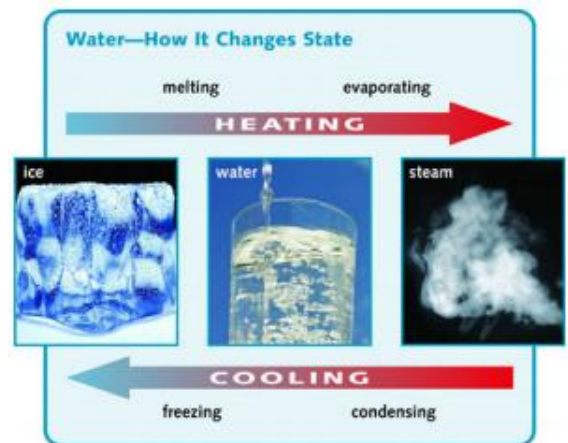 Water—How It Changes State
melting evaporating
HEATING
ice water steam
COOLING
freezing condensing